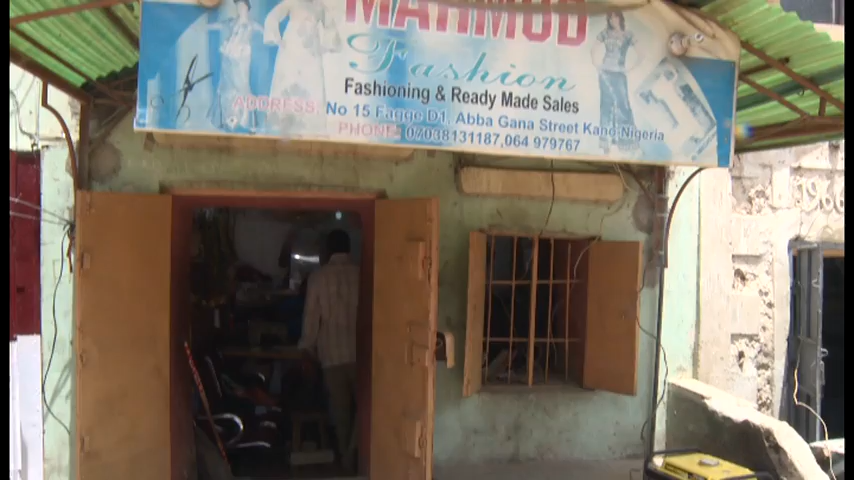 MAHMUD
Fashion
Fashioning & Ready Made Sales
ADDRESS: No 15 Fagge D1, Abba Gana Street Kano, Nigeria
PHONE: 07038131187, 064 979767